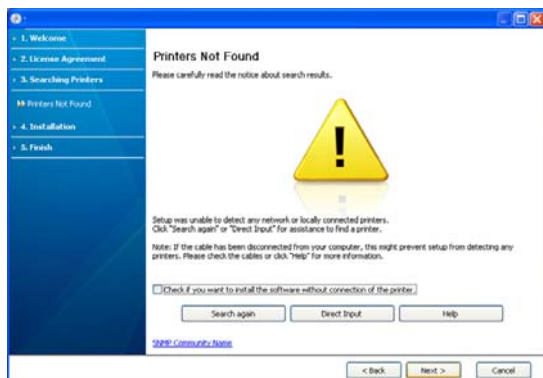 1. Welcome
2. License Agreement
3. Searching Printers
Printers Not Found
4. Installation
5. Finish
Printers Not Found
Please carefully read the notice about search results.
Setup was unable to detect any network or locally connected printers.
Click "Search again" or "Direct Input" for assistance to find a printer.
Note: If the cable has been disconnected from your computer, this might prevent setup from detecting any
printers. Please check the cables or click "Help" for more information.
Check if you want to install the software without connection of the printer.
Search again
Direct Input
Help
SNMP Community Name
< Back
Next >
Cancel